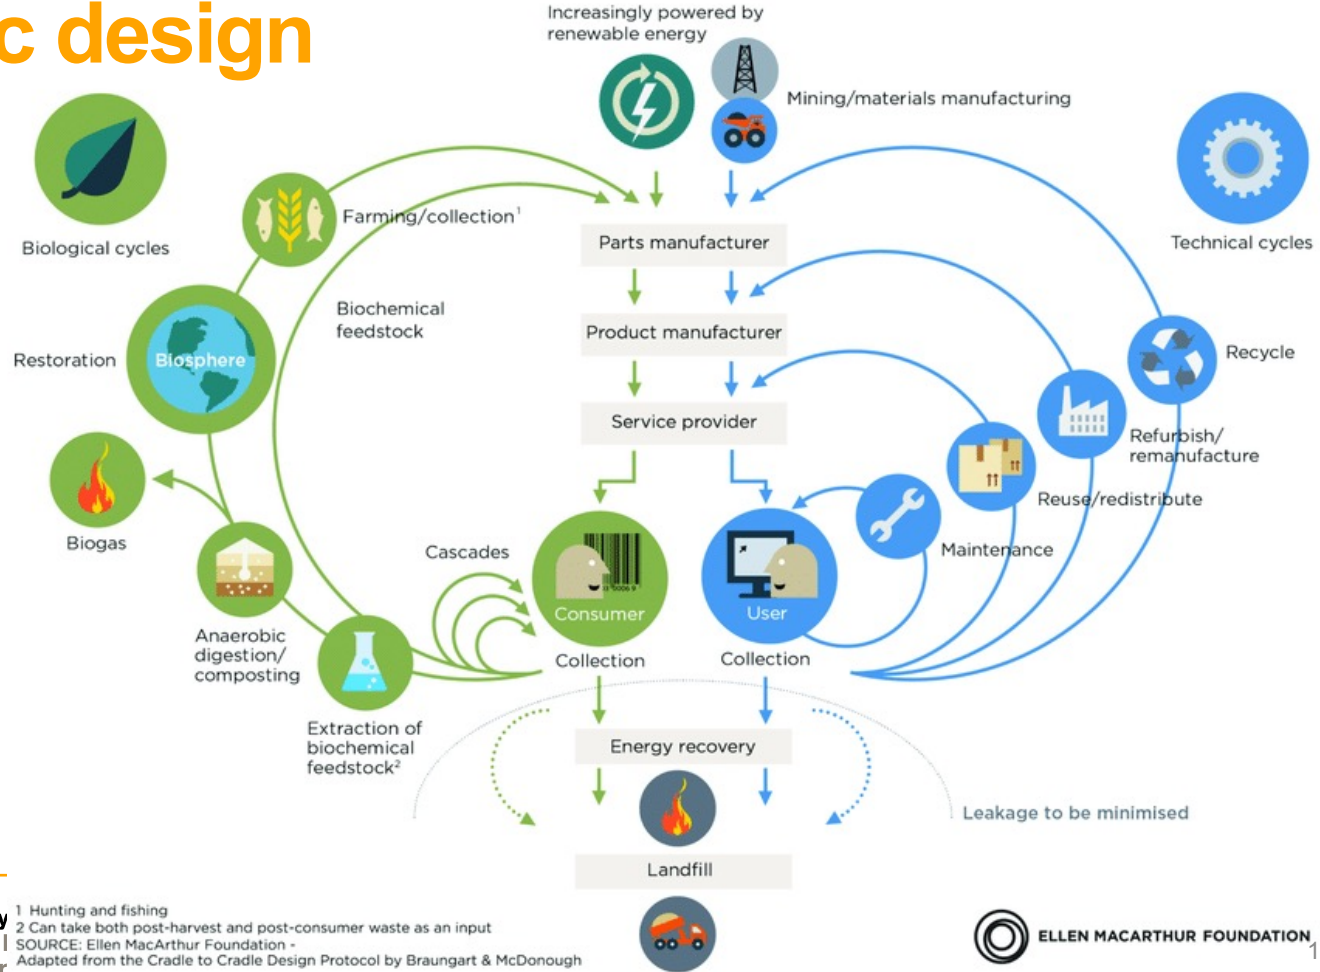 c design
Increasingly powered by
renewable energy
Mining/materials manufacturing
Biological cycles
Technical cycles
Farming/collection¹
Parts manufacturer
Biochemical
feedstock
Product manufacturer
Restoration
Biosphere
Recycle
Service provider
Refurbish/
remanufacture
Reuse/redistribute
Biogas
Cascades
Maintenance
Consumer
User
Anaerobic
digestion/
composting
Collection
Collection
Extraction of
biochemical
feedstock²
Energy recovery
Leakage to be minimised
Landfill
1 Hunting and fishing
2 Can take both post-harvest and post-consumer waste as an input
SOURCE: Ellen MacArthur Foundation -
Adapted from the Cradle to Cradle Design Protocol by Braungart & McDonough
ELLEN MACARTHUR FOUNDATION
1